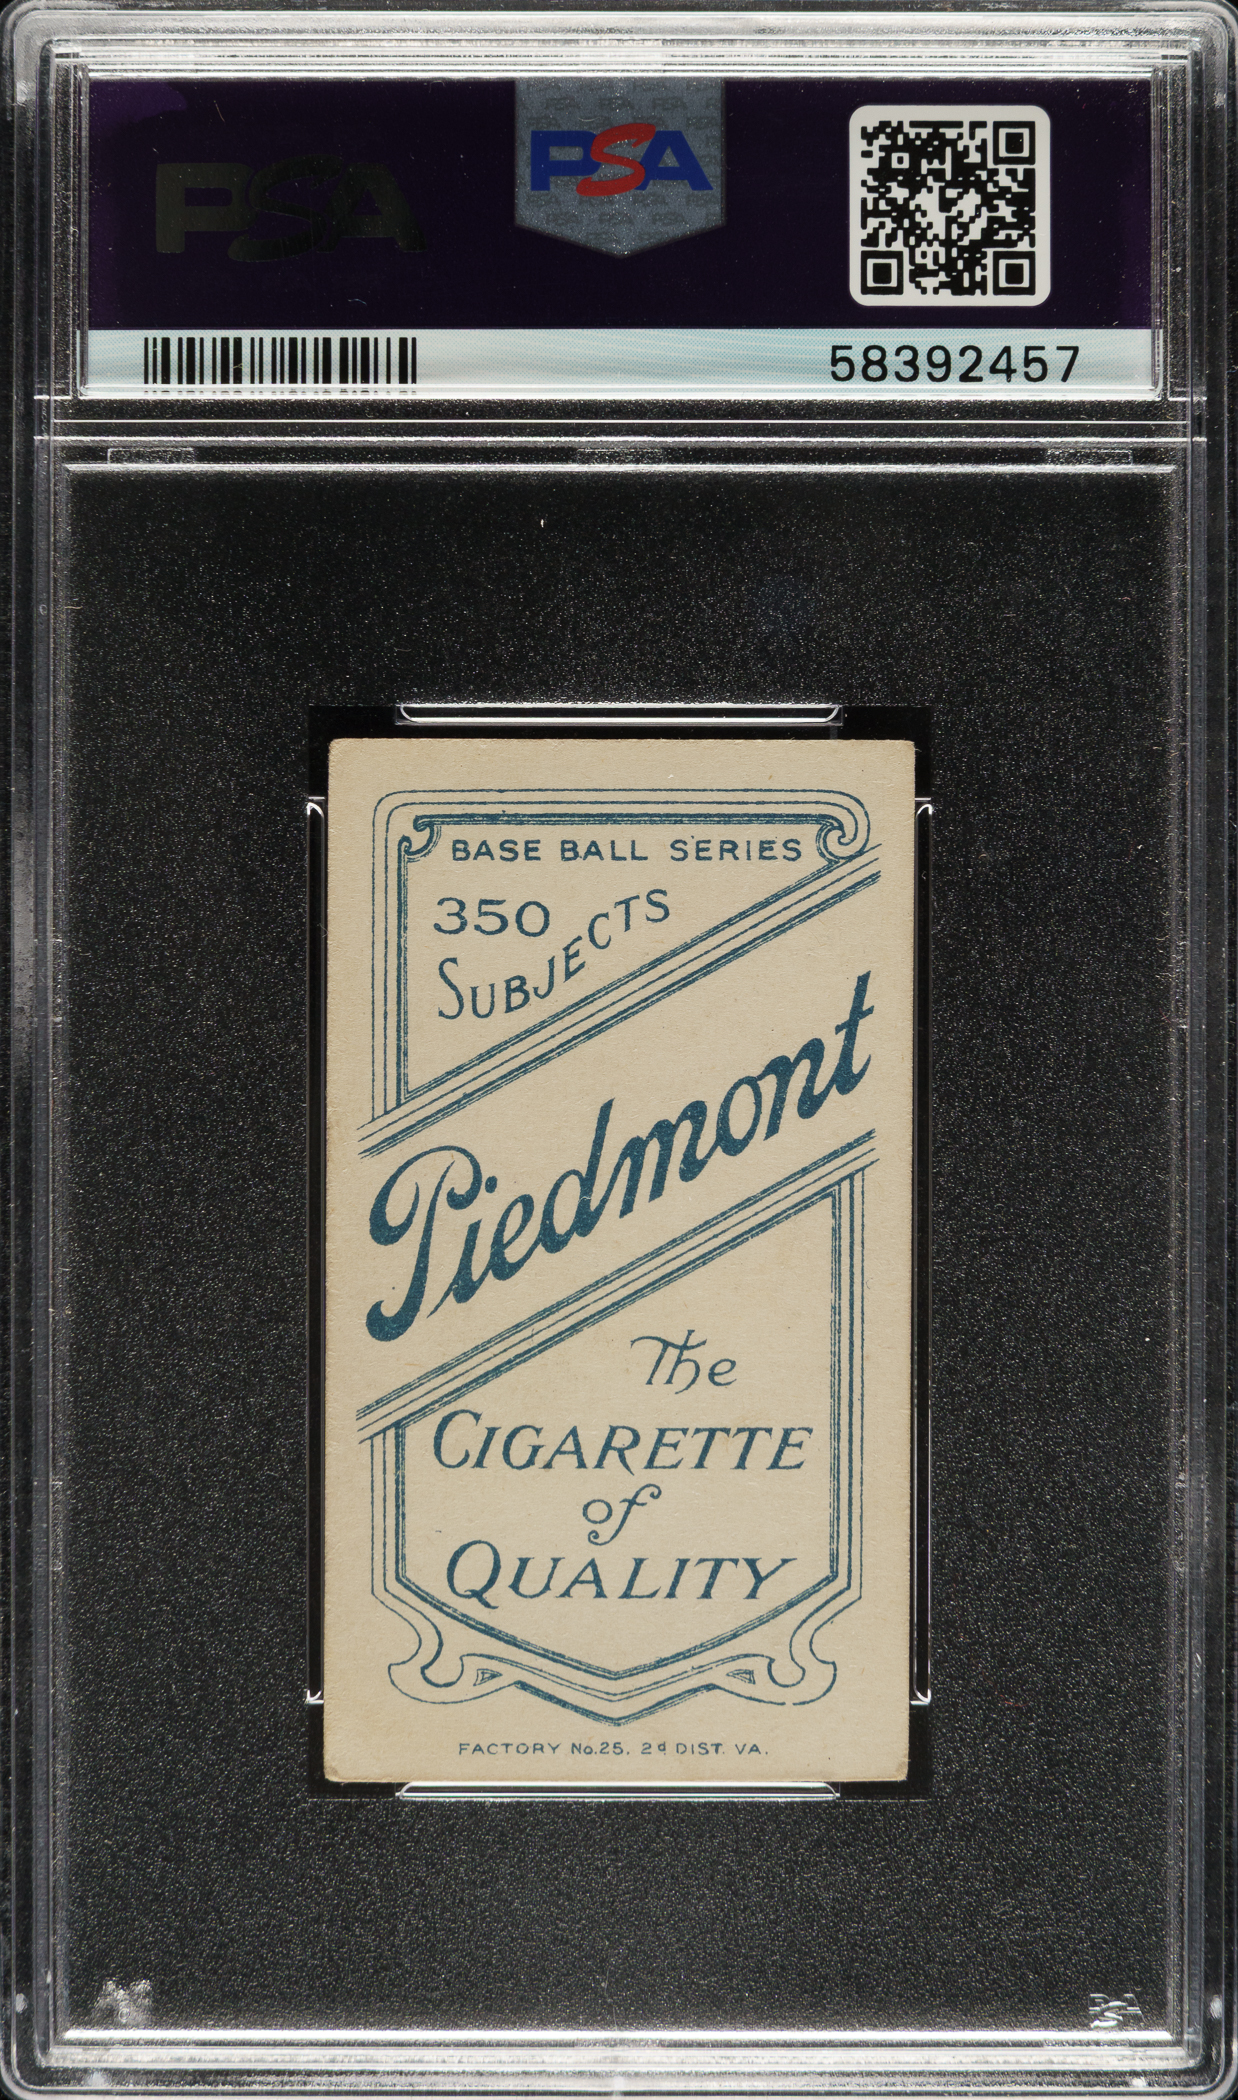 PSA
PSA
58392457
BASE BALL SERIES
350
SUBJECTS
Piedmont
The
CIGARETTE
of
QUALITY
FACTORY No.25. 2d DIST. VA.
PSA